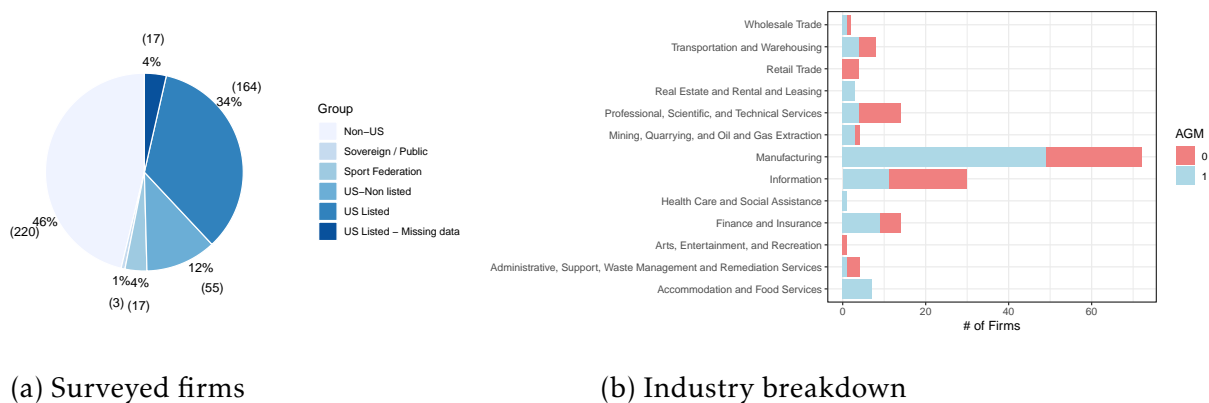 (17)
4%
(164)
34%
46%
(220)
12%
(55)
1%
4%
(3)
(17)
Group
Non−US
Sovereign / Public
Sport Federation
US−Non listed
US Listed
US Listed − Missing data
(a) Surveyed firms
Wholesale Trade
Transportation and Warehousing
Retail Trade
Real Estate and Rental and Leasing
Professional, Scientific, and Technical Services
Mining, Quarrying, and Oil and Gas Extraction
Manufacturing
Information
Health Care and Social Assistance
Finance and Insurance
Arts, Entertainment, and Recreation
Administrative, Support, Waste Management and Remediation Services
Accommodation and Food Services
0 20 40 60
# of Firms
AGM
0
1
(b) Industry breakdown